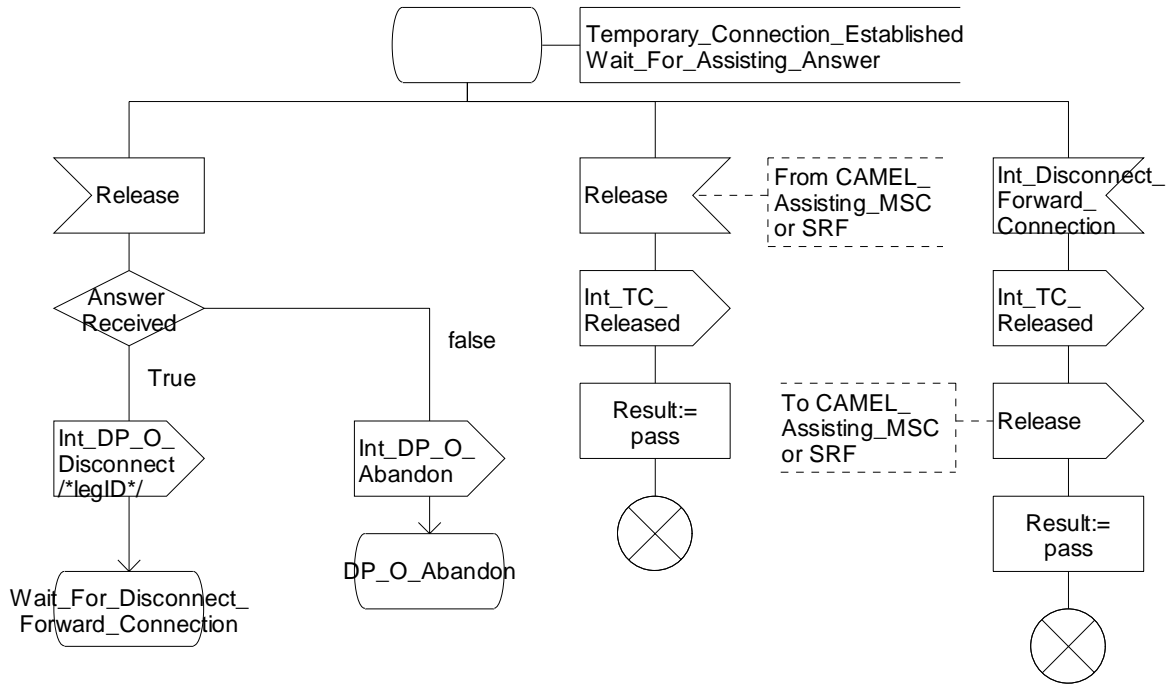 Temporary_Connection_Established
Wait_For_Assisting_Answer
Release
Release
From CAMEL_
Assisting_MSC
or SRF
Int_Disconnect_
Forward_
Connection
Answer
Received
false
True
Int_TC_
Released
Int_TC_
Released
Int_DP_O_
Disconnect
/*legID*/
Int_DP_O_
Abandon
Result:=
pass
To CAMEL_
Assisting_MSC
or SRF
Release
Wait_For_Disconnect_
Forward_Connection
DP_O_Abandon
Result:=
pass